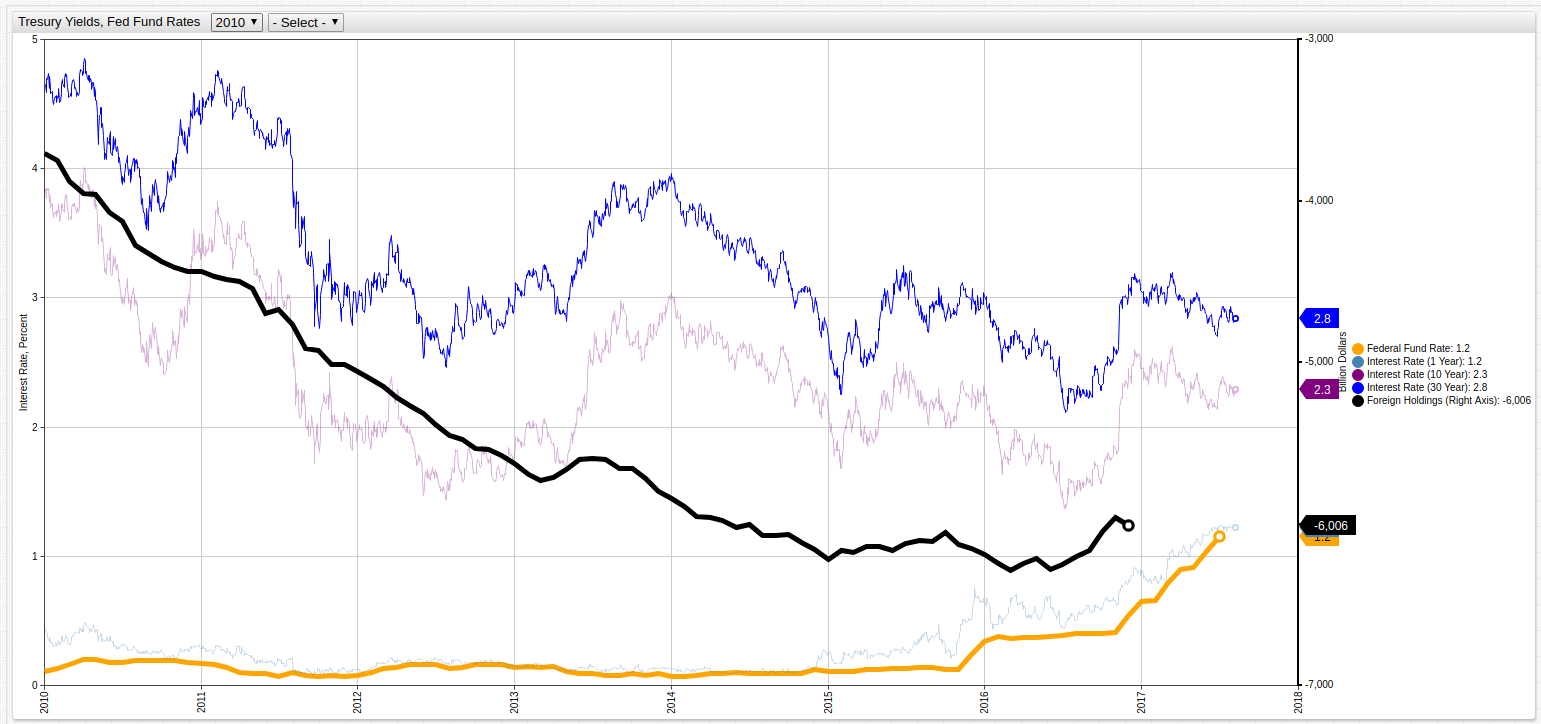 Tresury Yields, Fed Fund Rates 2010 - Select -
5
4
3
2
1
0
Interest Rate, Percent
2010
2011
2012
2013
2014
2015
2016
2017
2018
-3,000
-4,000
-5,000
-7,000
Billion Dollars
2.8
2.3
-6,006
1.2
Federal Fund Rate: 1.2
Interest Rate (1 Year): 1.2
Interest Rate (10 Year): 2.3
Interest Rate (30 Year): 2.8
Foreign Holdings (Right Axis): -6,006